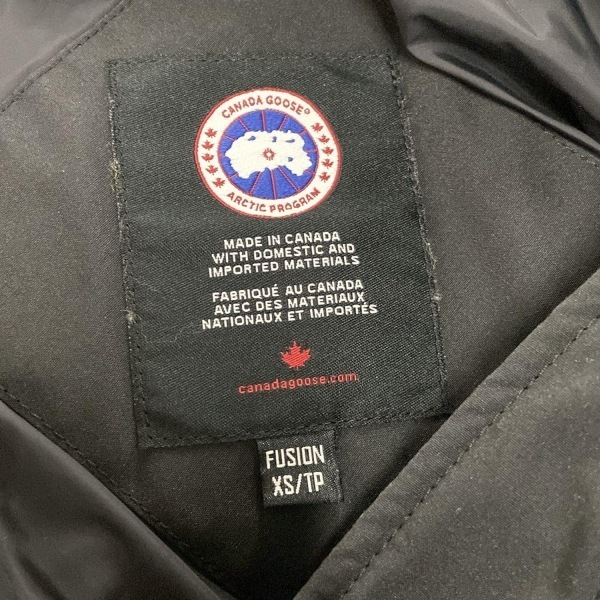 CANADA GOOSE®
ARCTIC PROGRAM
MADE IN CANADA
WITH DOMESTIC AND
IMPORTED MATERIALS
FABRIQUÉ AU CANADA
AVEC DES MATERIAUX
NATIONAUX ET IMPORTÉS
canadagoose.com
FUSION
XS/TP